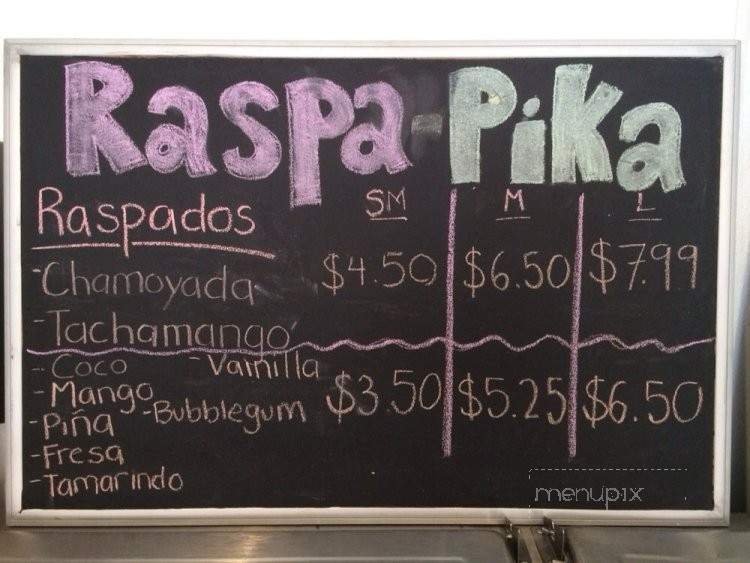 Raspa-Pika
Raspados SM M L
-Chamoyada $4.50 $6.50 $7.99
-Tachamango
-Coco -Vainilla
-Mango $3.50 $5.25 $6.50
-Piña -Bubblegum
-Fresa
-Tamarindo
menupix